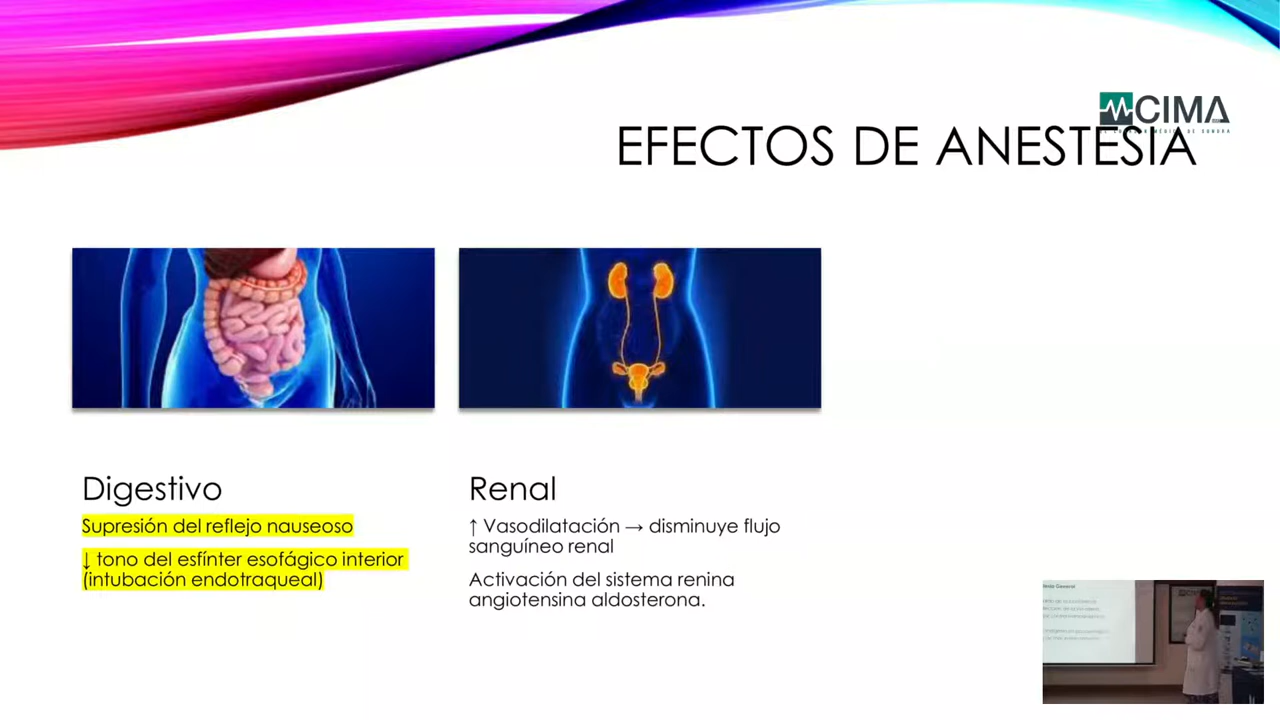 CIMA
EFECTOS DE ANESTESIA
Digestivo
Supresión del reflejo nauseoso
↓ tono del esfínter esofágico interior
(intubación endotraqueal)
Renal
↑ Vasodilatación → disminuye flujo
sanguíneo renal
Activación del sistema renina
angiotensina aldosterona.